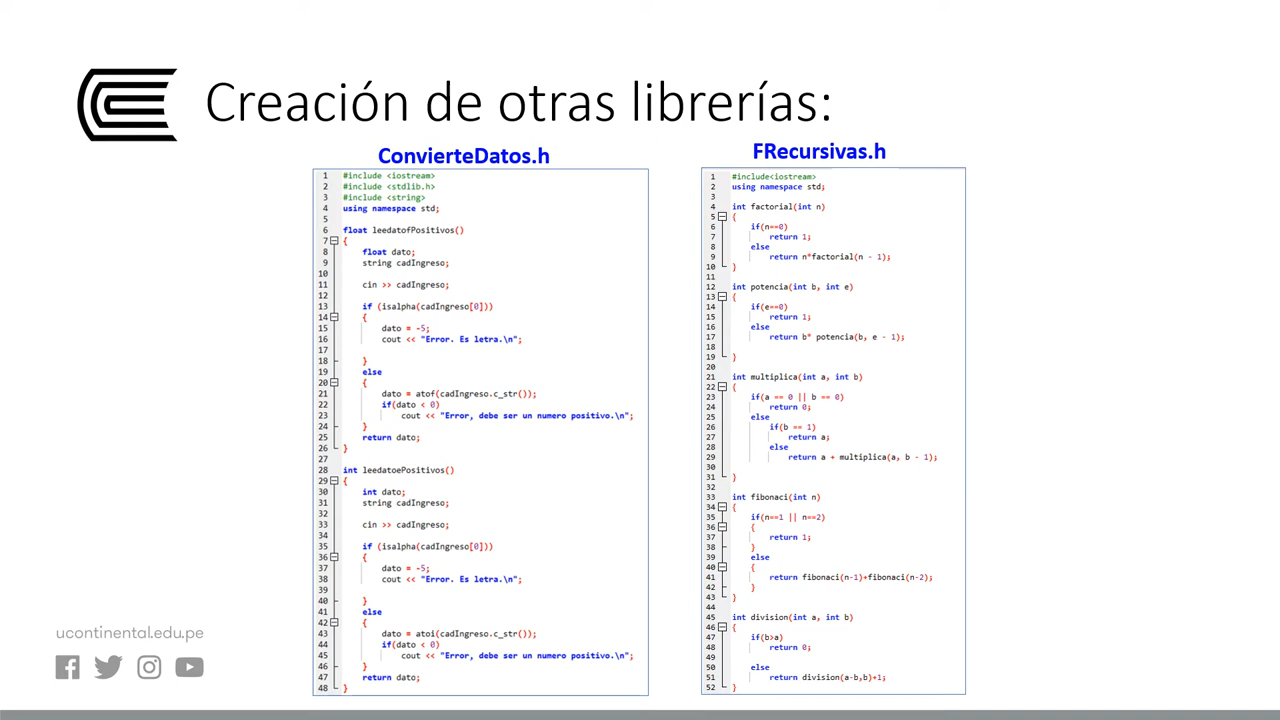 Creación de otras librerías:
ConvierteDatos.h
1 #include <iostream>
2 #include <stdlib.h>
3 #include <string>
4 using namespace std;
5
6 float leedatofPositivos()
7 {
8 float dato;
9 string cadIngreso;
10
11 cin >> cadIngreso;
12
13 if (isalpha(cadIngreso[0]))
14 {
15 dato = -5;
16 cout << "Error. Es letra.\n";
17
18 }
19 else
20 {
21 dato = atof(cadIngreso.c_str());
22 if(dato < 0)
23 cout << "Error, debe ser un numero positivo.\n";
24 }
25 return dato;
26 }
27
28 int leedatoePositivos()
29 {
30 int dato;
31 string cadIngreso;
32
33 cin >> cadIngreso;
34
35 if (isalpha(cadIngreso[0]))
36 {
37 dato = -5;
38 cout << "Error. Es letra.\n";
39
40 }
41 else
42 {
43 dato = atoi(cadIngreso.c_str());
44 if(dato < 0)
45 cout << "Error, debe ser un numero positivo.\n";
46 }
47 return dato;
48 }
FRecursivas.h
1 #include<iostream>
2 using namespace std;
3
4 int factorial(int n)
5 {
6 if(n==0)
7 return 1;
8 else
9 return n*factorial(n - 1);
10 }
11
12 int potencia(int b, int e)
13 {
14 if(e==0)
15 return 1;
16 else
17 return b* potencia(b, e - 1);
18
19 }
20
21 int multiplica(int a, int b)
22 {
23 if(a == 0 || b == 0)
24 return 0;
25 else
26 if(b == 1)
27 return a;
28 else
29 return a + multiplica(a, b - 1);
30
31 }
32
33 int fibonaci(int n)
34 {
35 if(n==1 || n==2)
36 {
37 return 1;
38 }
39 else
40 {
41 return fibonaci(n-1)+fibonaci(n-2);
42 }
43 }
44
45 int division(int a, int b)
46 {
47 if(b>a)
48 return 0;
49
50 else
51 return division(a-b,b)+1;
52 }
ucontinental.edu.pe